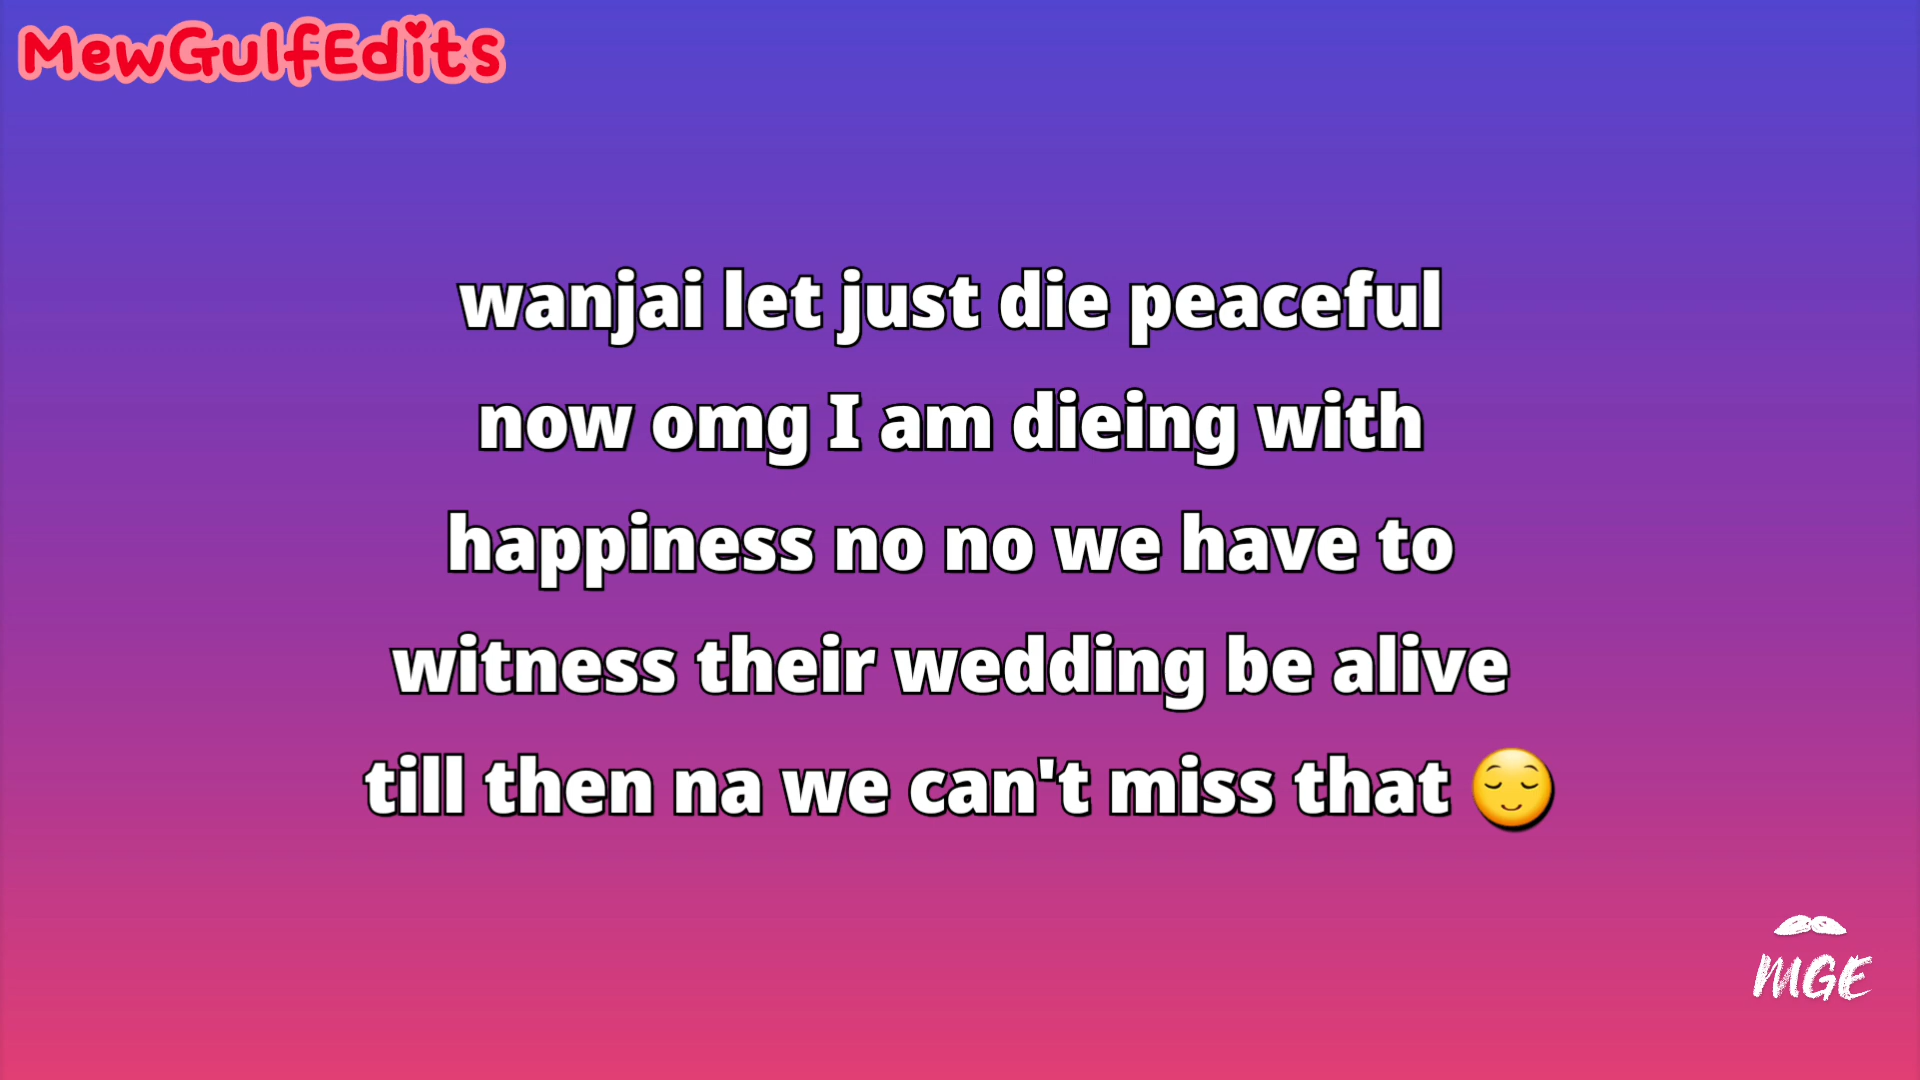 MewGulfEdits
wanjai let just die peaceful
now omg I am dieing with
happiness no no we have to
witness their wedding be alive
till then na we can't miss that 😌
MGE